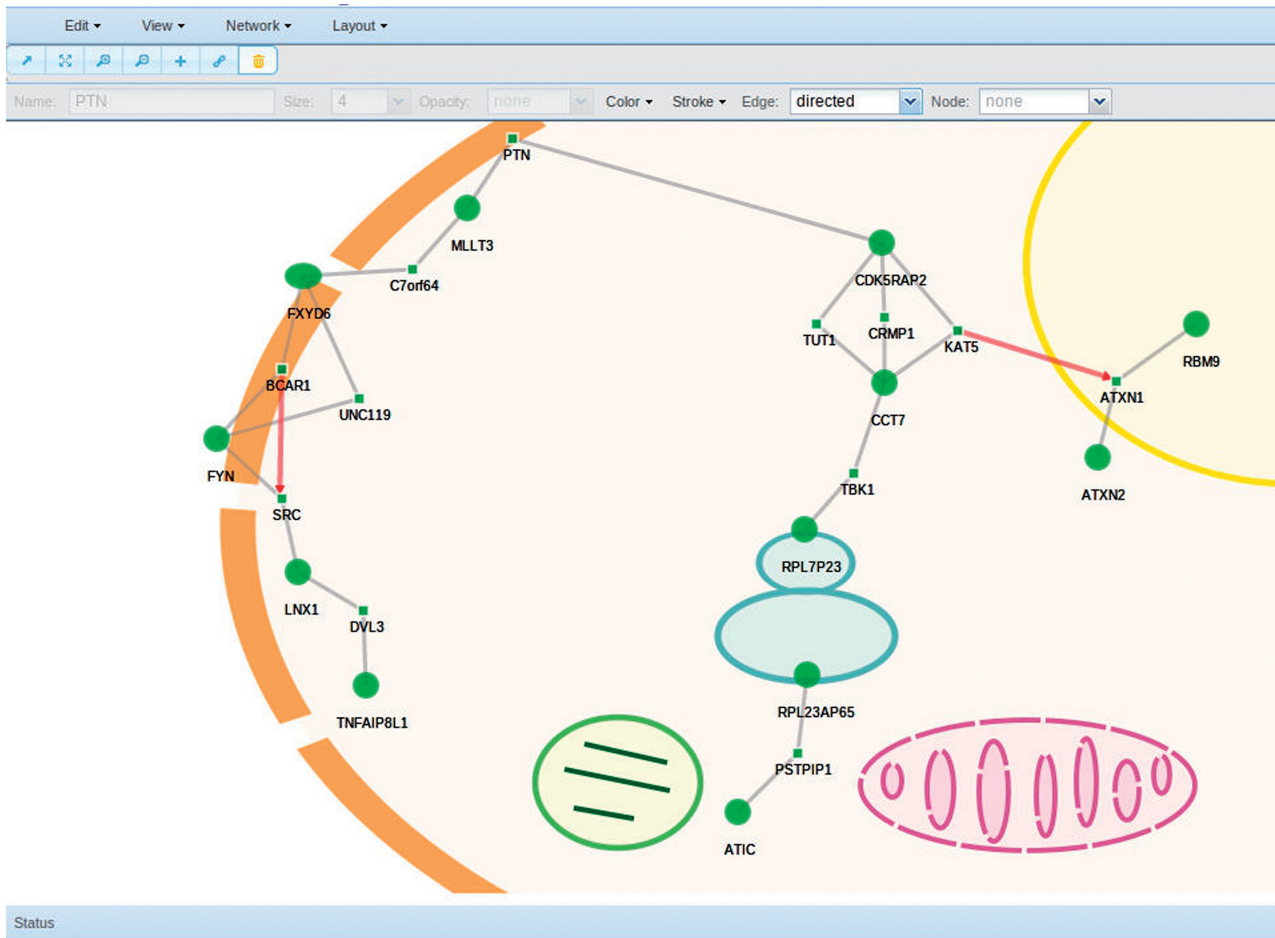 Edit View Network Layout
Name: PTN Size: 4 Opacity: none Color Stroke Edge: directed Node: none
PTN
MLLT3
C7orf64
CDK5RAP2
FXYD6
TUT1 CRMP1 KAT5
RBM9
BCAR1
ATXN1
UNC119
CCT7
FYN
TBK1
ATXN2
SRC
RPL7P23
LNX1
DVL3
RPL23AP65
TNFAIP8L1
PSTPIP1
ATIC
Status